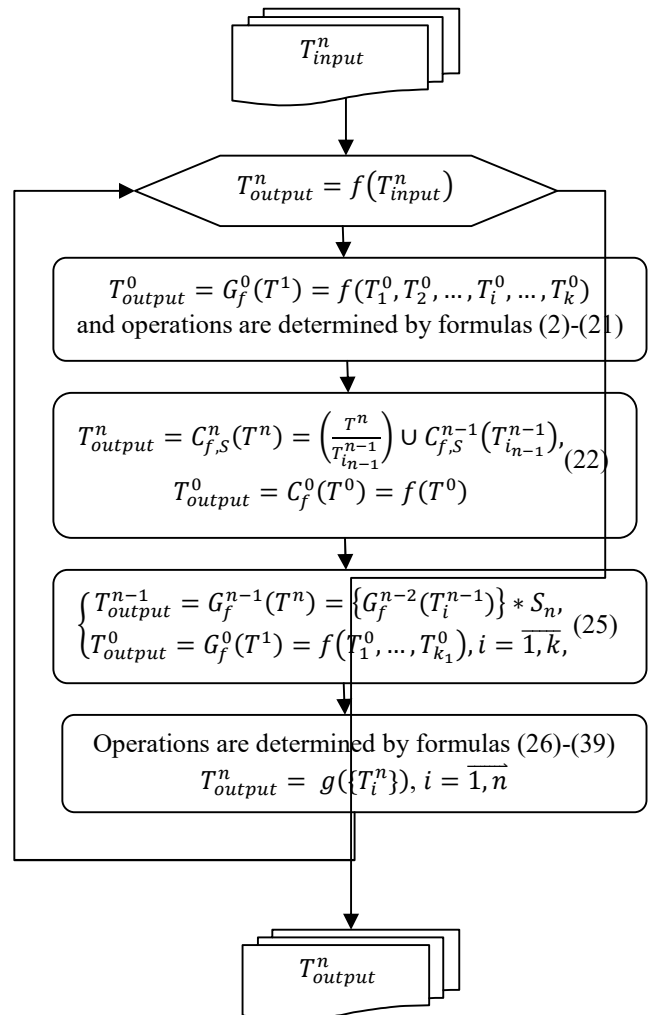 T^n_{input}
T^n_{output} = f(T^n_{input})
T^0_{output} = G^0_f(T^1) = f(T^0_1, T^0_2, …, T^0_i, …, T^0_k)
and operations are determined by formulas (2)-(21)
T^n_{output} = C^n_{f,S}(T^n) = (\frac{T^n}{T^{n-1}_{i_{n-1}}}) ∪ C^{n-1}_{f,S}(T^{n-1}_{i_{n-1}}),
(22)
T^0_{output} = C^0_f(T^0) = f(T^0)
{T^{n-1}_{output} = G^{n-1}_f(T^n) = {G^{n-2}_f(T^{n-1}_i)} * S_n,
(25)
T^0_{output} = G^0_f(T^1) = f(T^0_1, …, T^0_{k_1}), i = \overline{1, k},
Operations are determined by formulas (26)-(39)
T^n_{output} = g({T^n_i}), i = \overline{1, n}
T^n_{output}